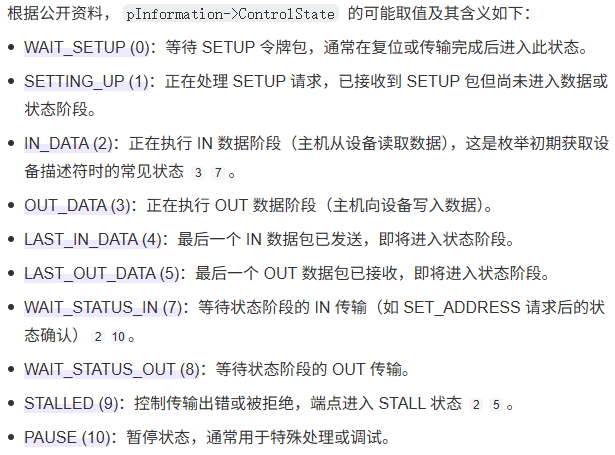 根据公开资料， pInformation->ControlState 的可能取值及其含义如下：
WAIT_SETUP (0)：等待 SETUP 令牌包，通常在复位或传输完成后进入此状态。
SETTING_UP (1)：正在处理 SETUP 请求，已接收到 SETUP 包但尚未进入数据或
状态阶段。
IN_DATA (2)：正在执行 IN 数据阶段（主机从设备读取数据），这是枚举初期获取设
备描述符时的常见状态 3 7 。
OUT_DATA (3)：正在执行 OUT 数据阶段（主机向设备写入数据）。
LAST_IN_DATA (4)：最后一个 IN 数据包已发送，即将进入状态阶段。
LAST_OUT_DATA (5)：最后一个 OUT 数据包已接收，即将进入状态阶段。
WAIT_STATUS_IN (7)：等待状态阶段的 IN 传输（如 SET_ADDRESS 请求后的状
态确认） 2 10 。
WAIT_STATUS_OUT (8)：等待状态阶段的 OUT 传输。
STALLED (9)：控制传输出错或被拒绝，端点进入 STALL 状态 2 5 。
PAUSE (10)：暂停状态，通常用于特殊处理或调试。